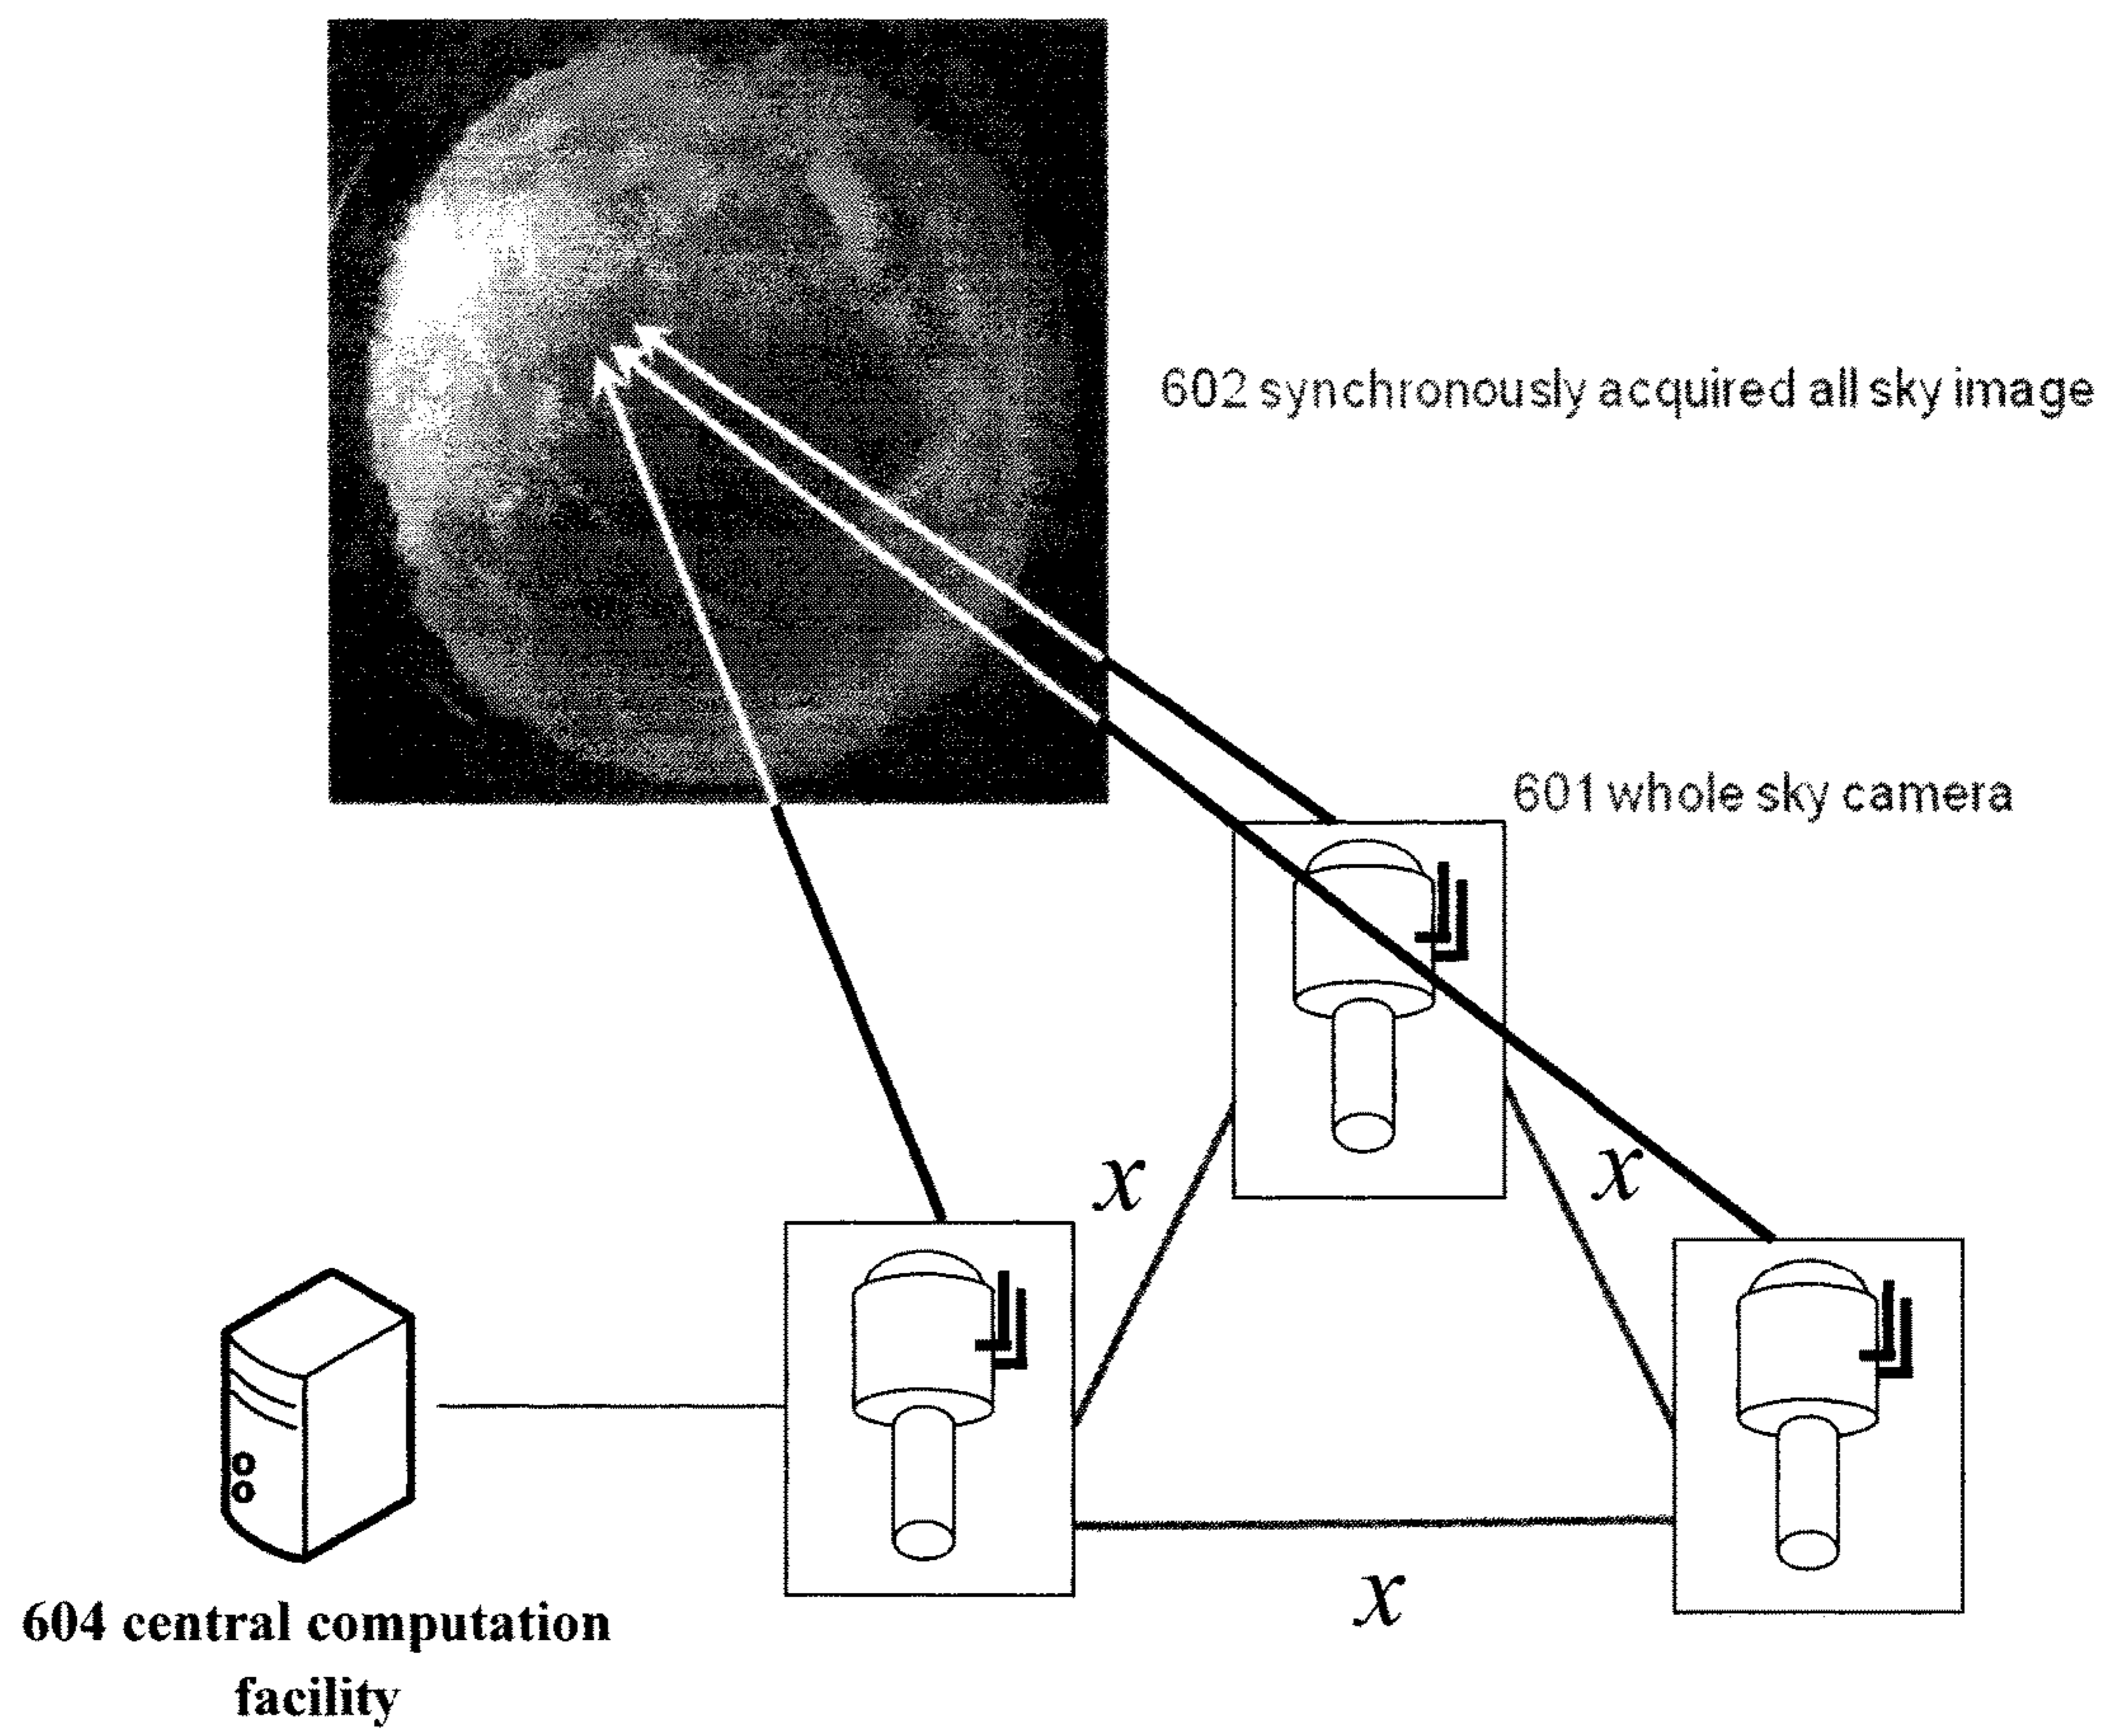 602 synchronously acquired all sky image
601 whole sky camera
x
x
x
604 central computation
facility